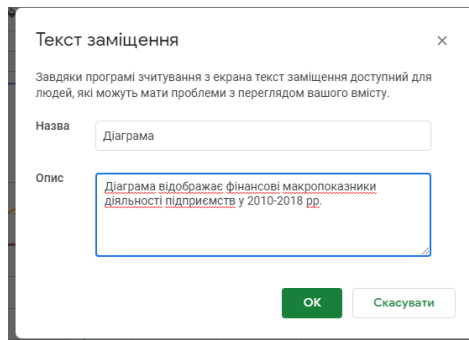 Текст заміщення
Завдяки програмі зчитування з екрана текст заміщення доступний для
людей, які можуть мати проблеми з переглядом вашого вмісту.
Назва
Діаграма
Опис
Діаграма відображає фінансові макропоказники
діяльності підприємств у 2010-2018 рр.
ОК
Скасувати